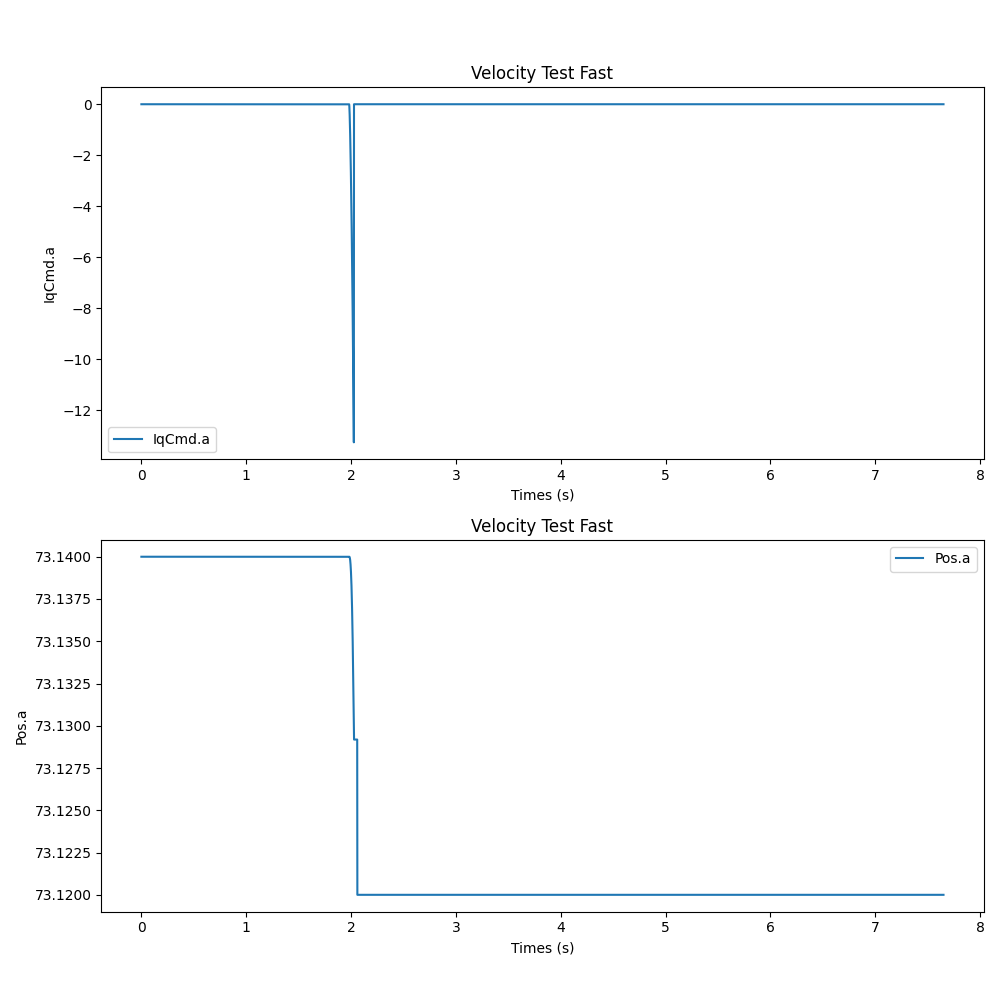 Velocity Test Fast
0
−2
−4
−6
−8
−10
−12
IqCmd.a
IqCmd.a
0 1 2 3 4 5 6 7 8
Times (s)
Velocity Test Fast
73.1400
73.1375
73.1350
73.1325
73.1300
73.1275
73.1250
73.1225
73.1200
Pos.a
Pos.a
0 1 2 3 4 5 6 7 8
Times (s)